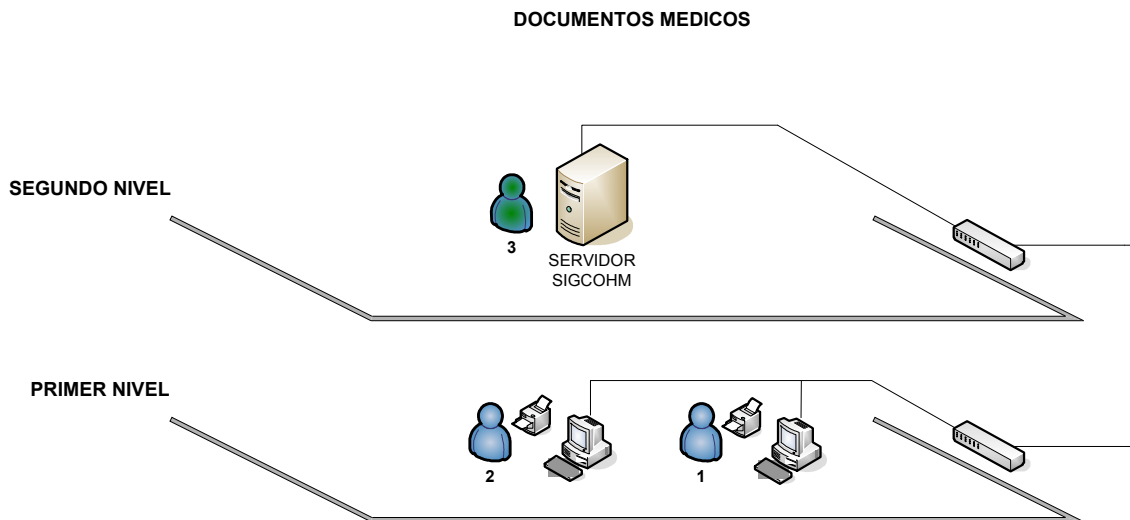 DOCUMENTOS MEDICOS
SEGUNDO NIVEL
3
SERVIDOR
SIGCOHM
PRIMER NIVEL
2
1